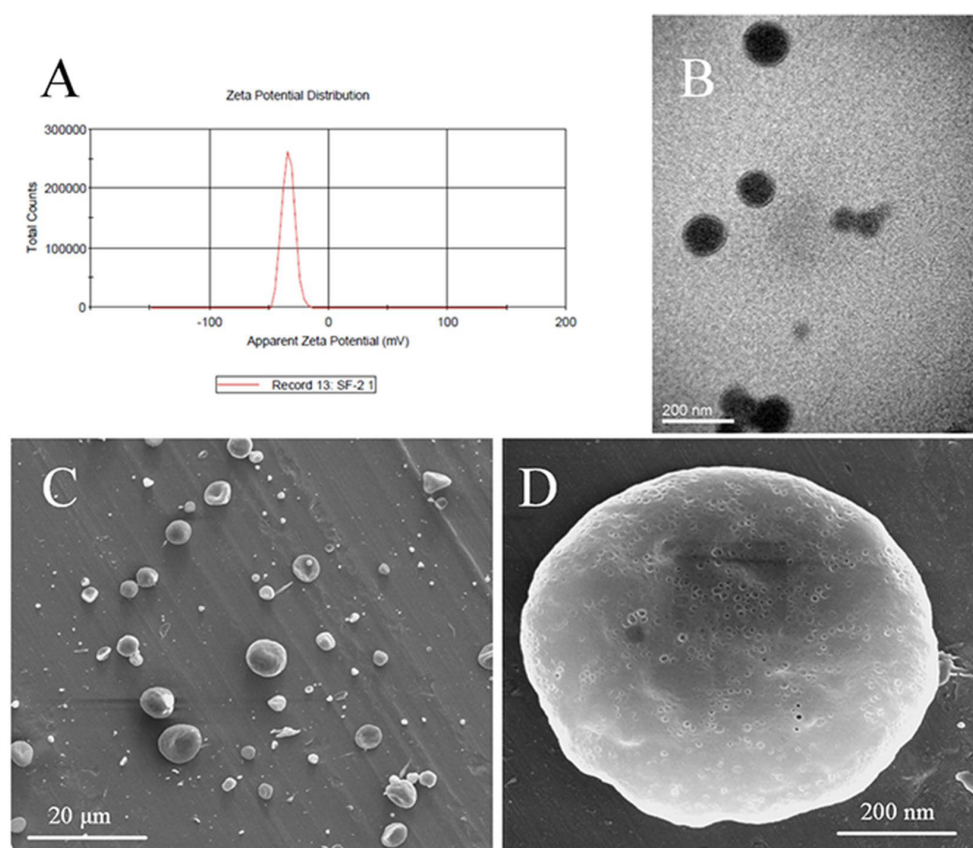 A
Zeta Potential Distribution
300000
200000
100000
0
Total Counts
-100
0
100
200
Apparent Zeta Potential (mV)
Record 13: SF-2 1
B
200 nm
C
20 µm
D
200 nm